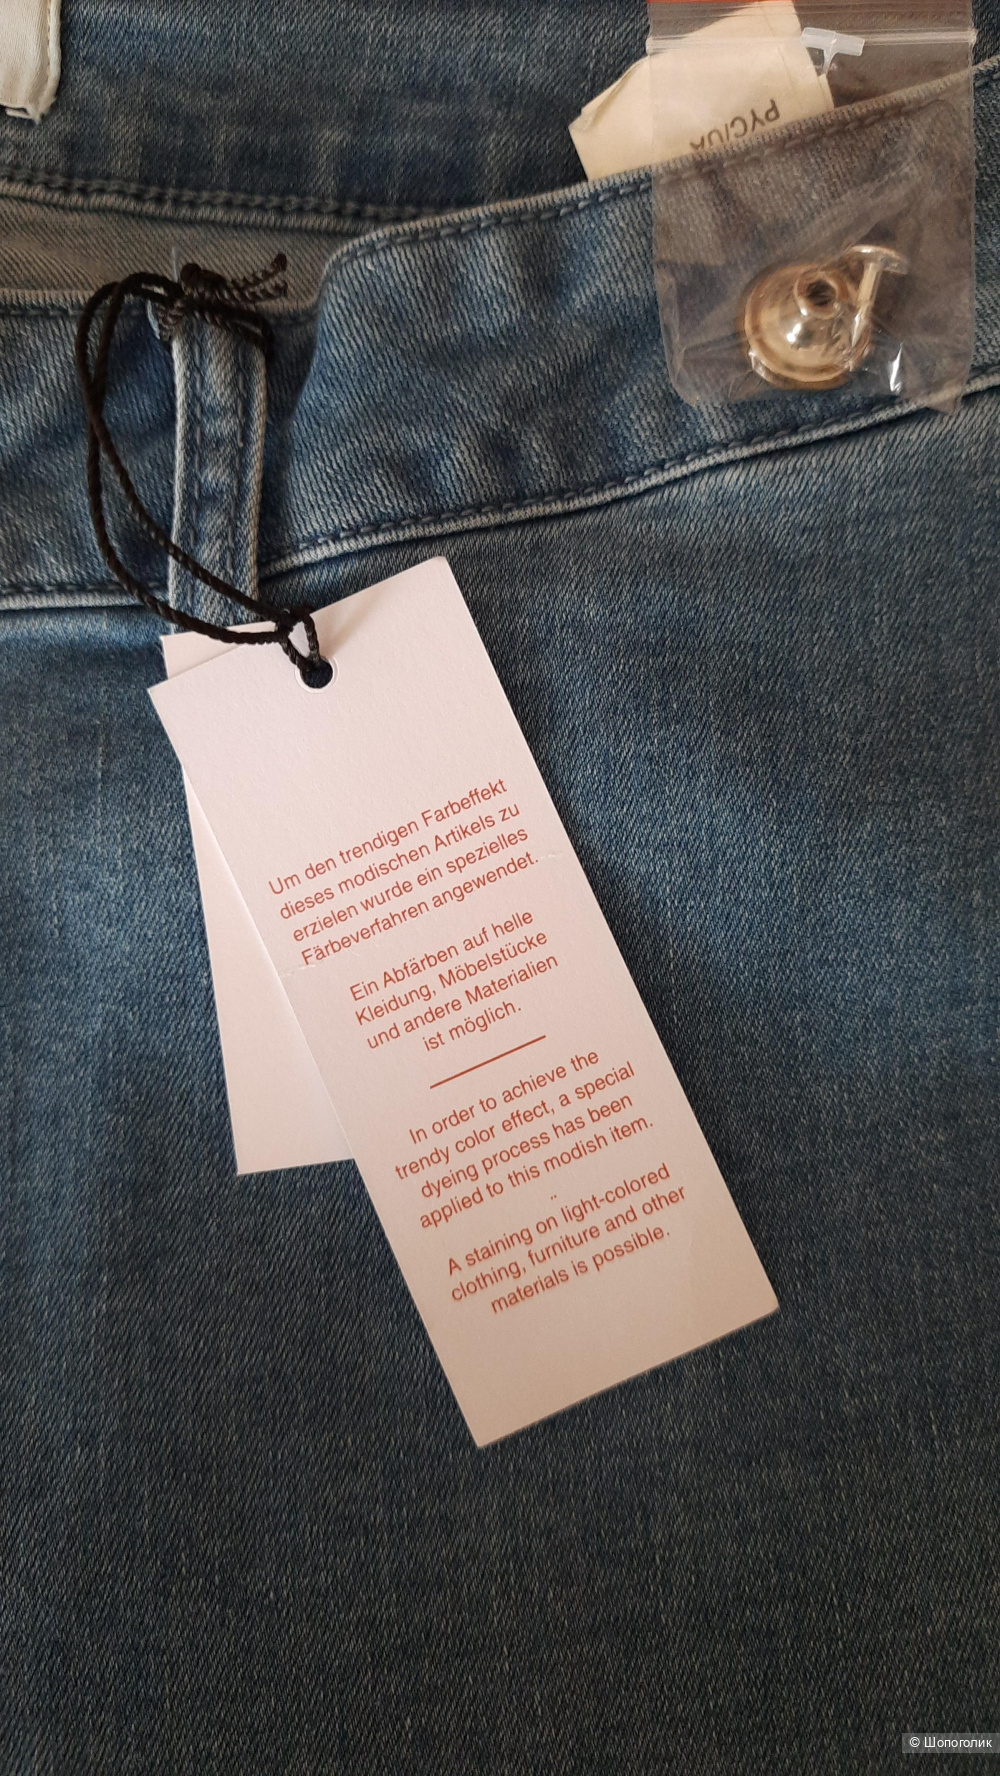 PYC/UA
Um den trendigen Farbeffekt
dieses modischen Artikels zu
erzielen wurde ein spezielles
Färbeverfahren angewendet.
Ein Abfärben auf helle
Kleidung, Möbelstücke
und andere Materialien
ist möglich.
In order to achieve the
trendy color effect, a special
dyeing process has been
applied to this modish item.
A staining on light-colored
clothing, furniture and other
materials is possible.
© Шопоголик